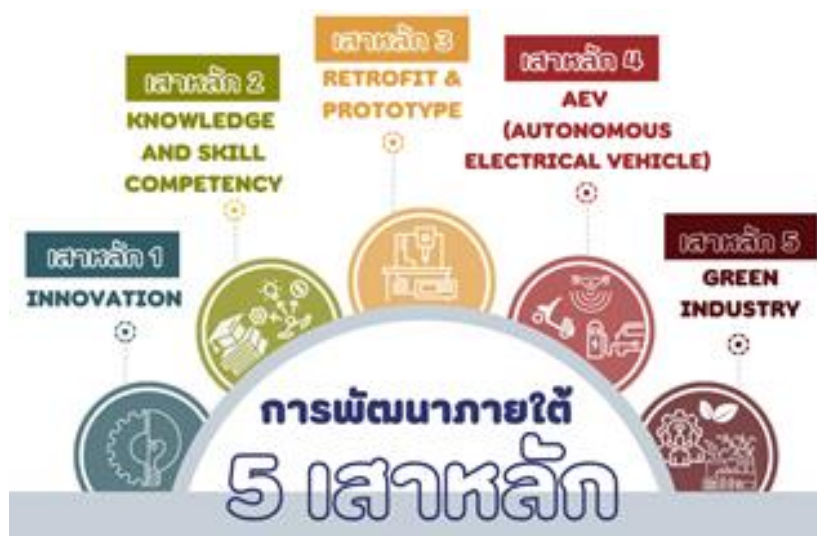 เสาหลัก 1
INNOVATION
เสาหลัก 2
KNOWLEDGE
AND SKILL
COMPETENCY
เสาหลัก 3
RETROFIT &
PROTOTYPE
เสาหลัก 4
AEV
(AUTONOMOUS
ELECTRICAL VEHICLE)
เสาหลัก 5
GREEN
INDUSTRY
การพัฒนาภายใต้
5 เสาหลัก